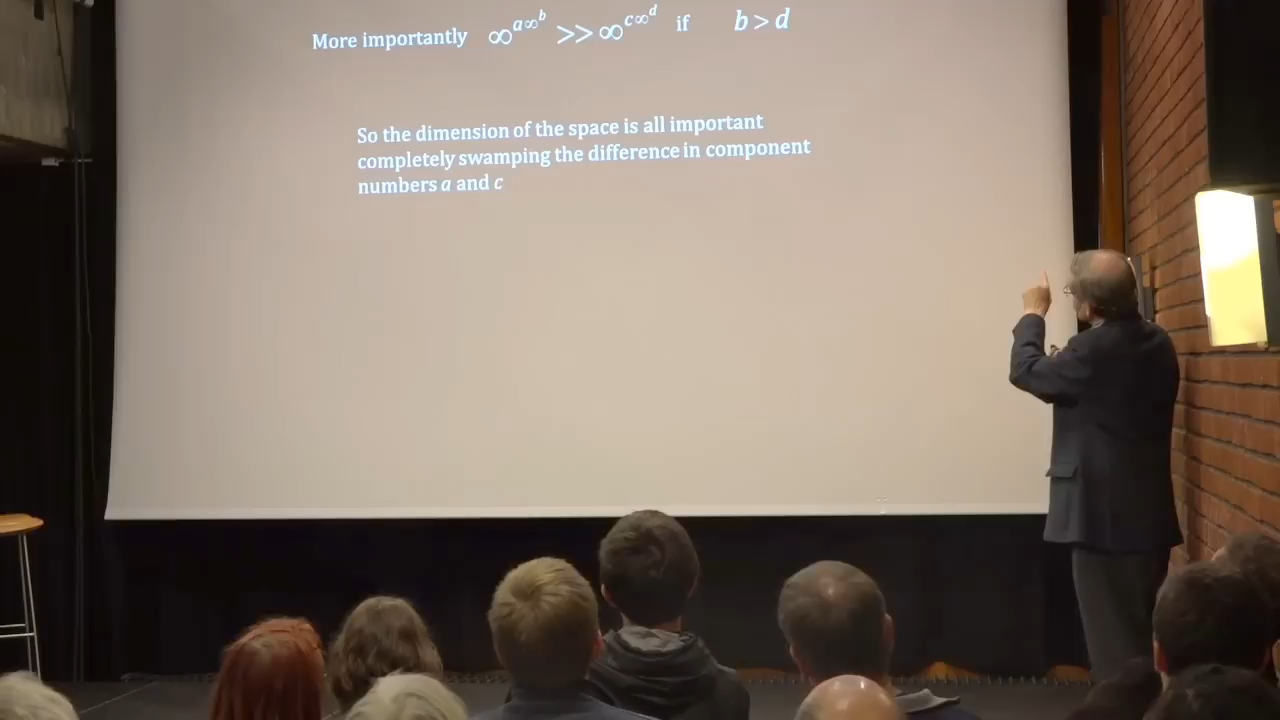 More importantly ∞^{a∞^b} >> ∞^{c∞^d} if b > d
So the dimension of the space is all important
completely swamping the difference in component
numbers a and c